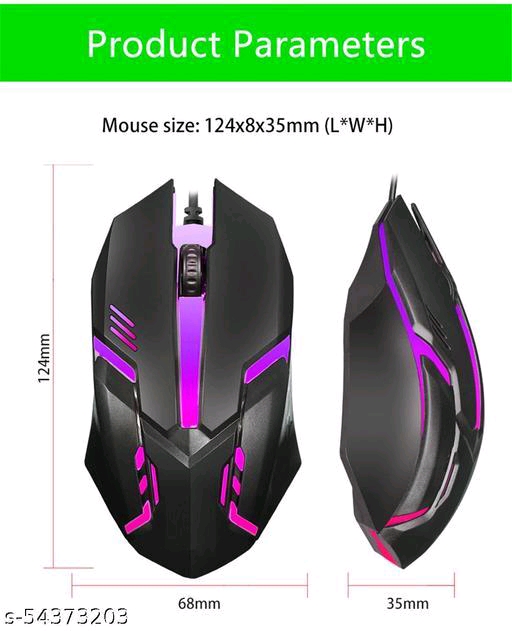 Product Parameters
Mouse size: 124x8x35mm (L*W*H)
124mm
68mm
35mm
s-54373203